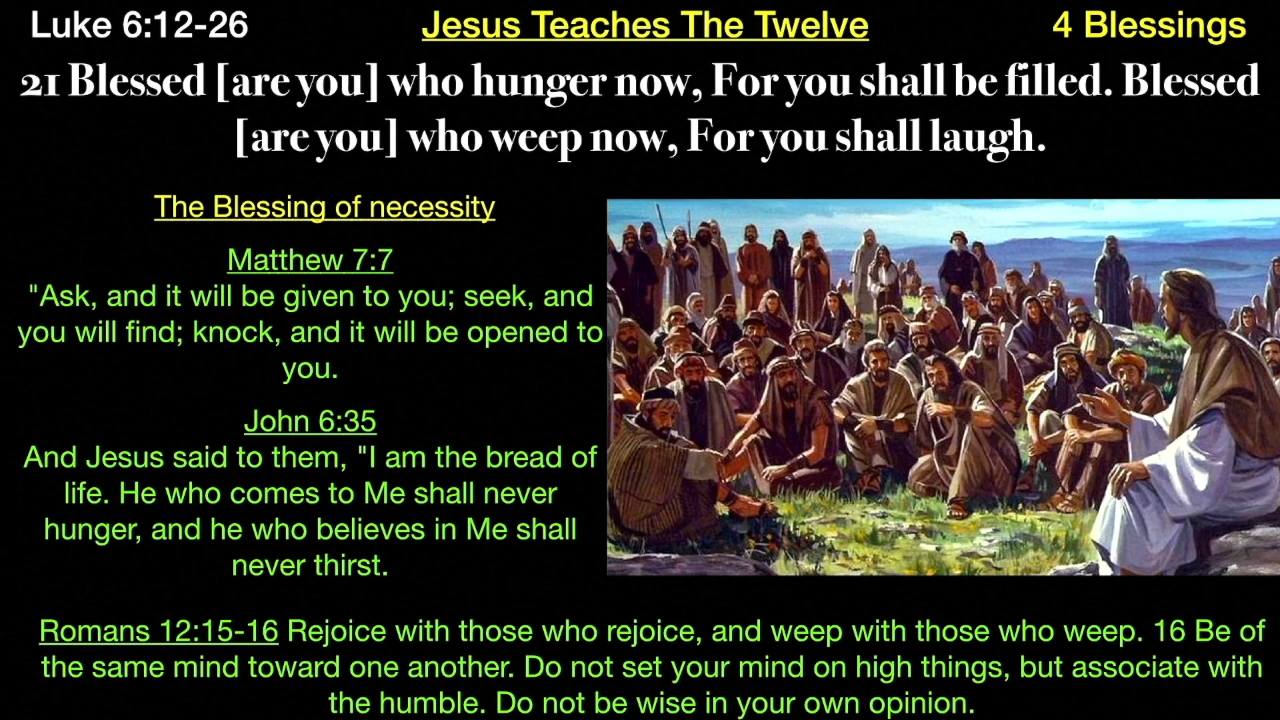 Luke 6:12-26 Jesus Teaches The Twelve 4 Blessings
21 Blessed [are you] who hunger now, For you shall be filled. Blessed
[are you] who weep now, For you shall laugh.
The Blessing of necessity
Matthew 7:7
"Ask, and it will be given to you; seek, and
you will find; knock, and it will be opened to
you.
John 6:35
And Jesus said to them, "I am the bread of
life. He who comes to Me shall never
hunger, and he who believes in Me shall
never thirst.
Romans 12:15-16 Rejoice with those who rejoice, and weep with those who weep. 16 Be of
the same mind toward one another. Do not set your mind on high things, but associate with
the humble. Do not be wise in your own opinion.